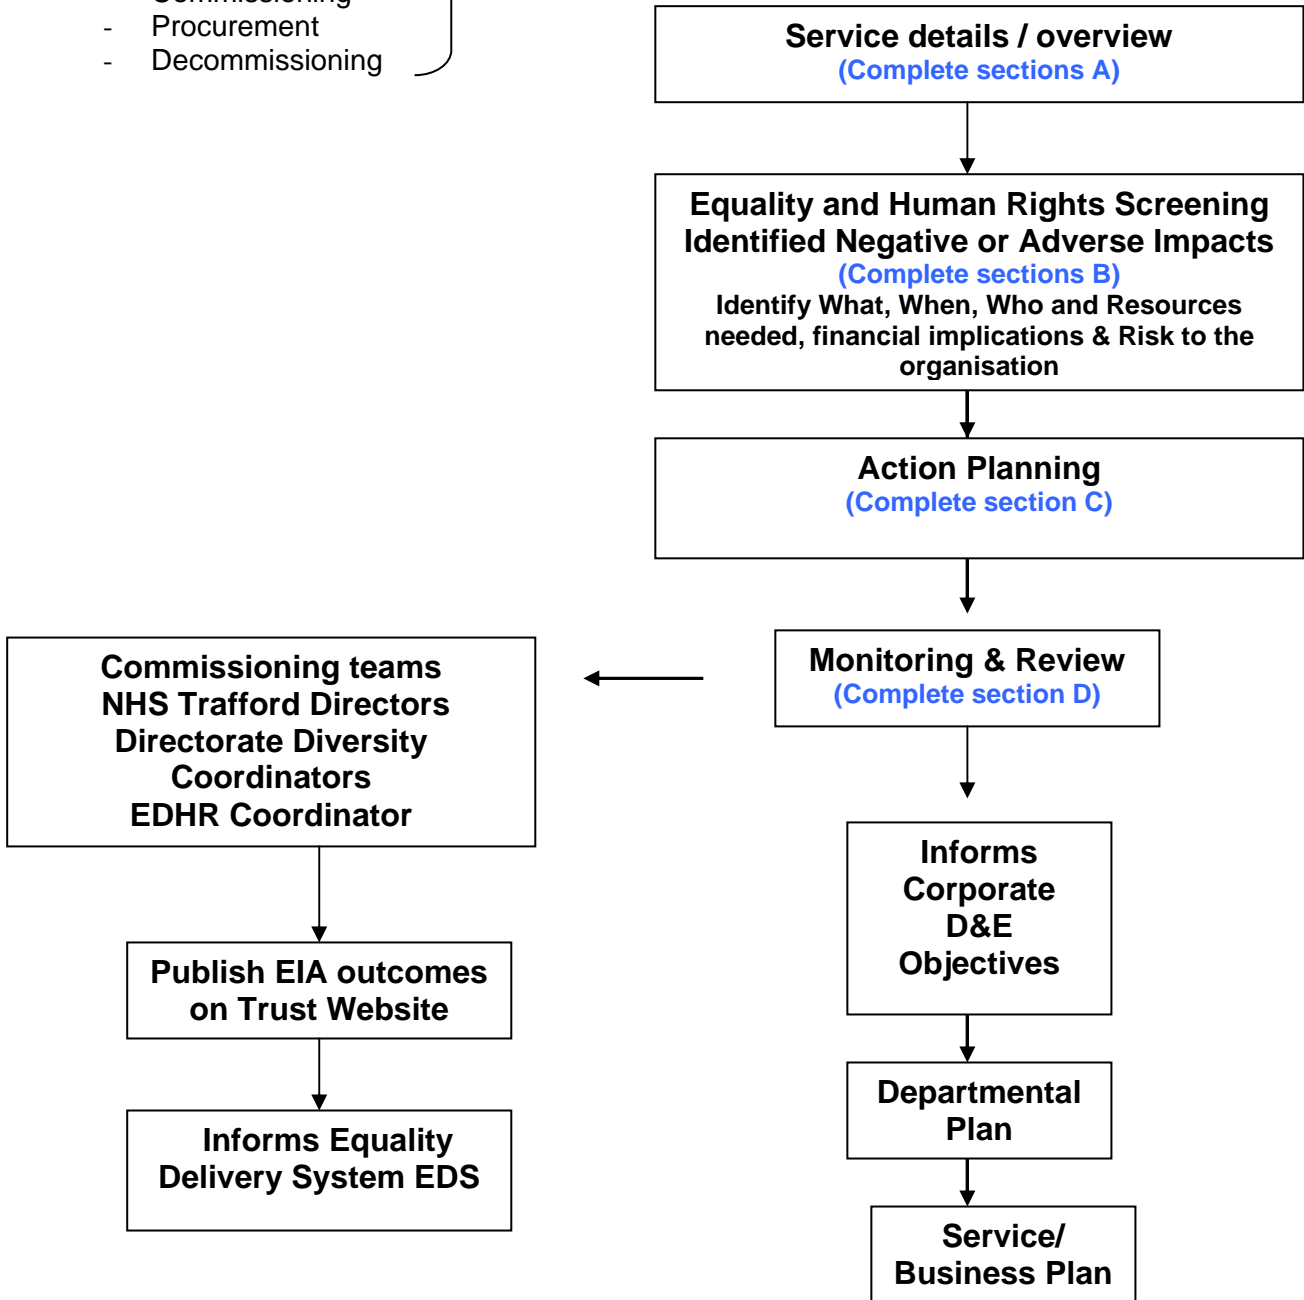 Commissioning
- Procurement
- Decommissioning
Service details / overview
(Complete sections A)
Equality and Human Rights Screening
Identified Negative or Adverse Impacts
(Complete sections B)
Identify What, When, Who and Resources
needed, financial implications & Risk to the
organisation
Action Planning
(Complete section C)
Monitoring & Review
(Complete section D)
Commissioning teams
NHS Trafford Directors
Directorate Diversity
Coordinators
EDHR Coordinator
Publish EIA outcomes
on Trust Website
Informs Equality
Delivery System EDS
Informs
Corporate
D&E
Objectives
Departmental
Plan
Service/
Business Plan